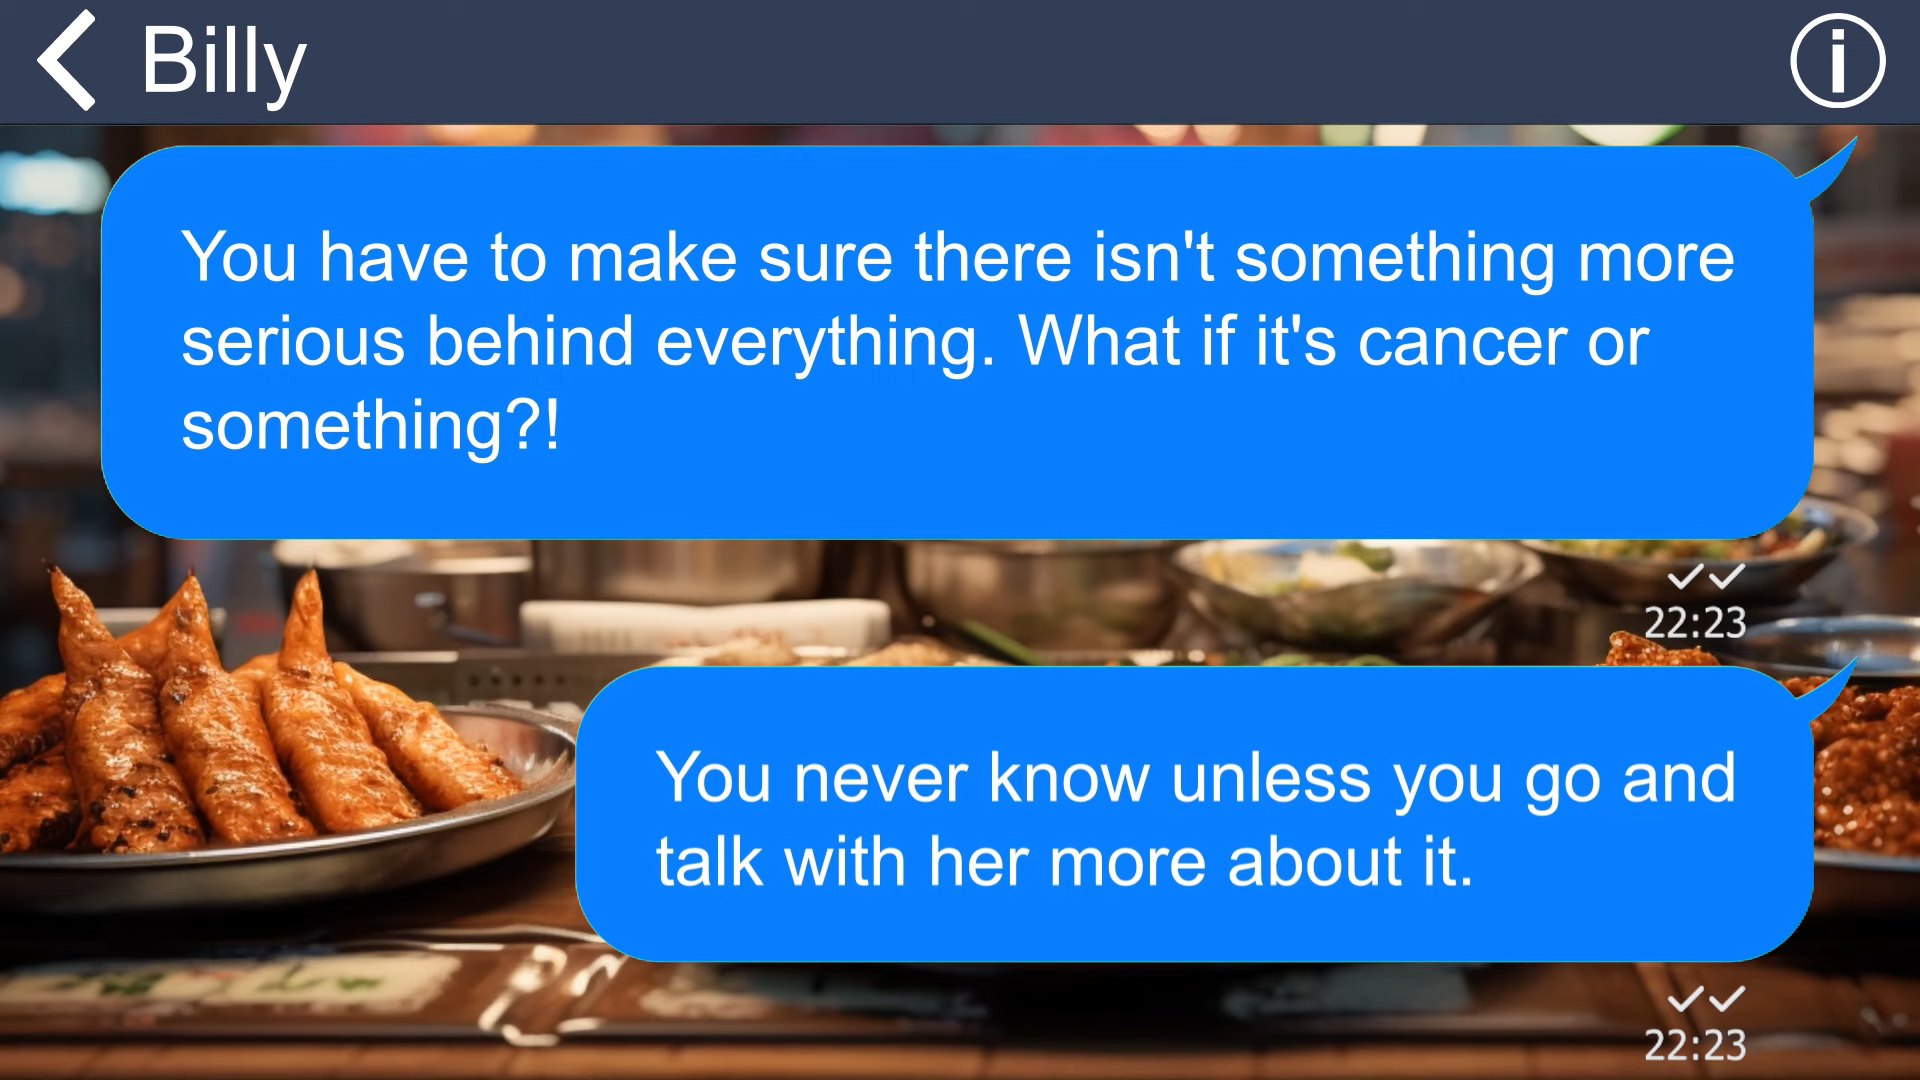 Billy
You have to make sure there isn't something more
serious behind everything. What if it's cancer or
something?!
22:23
You never know unless you go and
talk with her more about it.
22:23